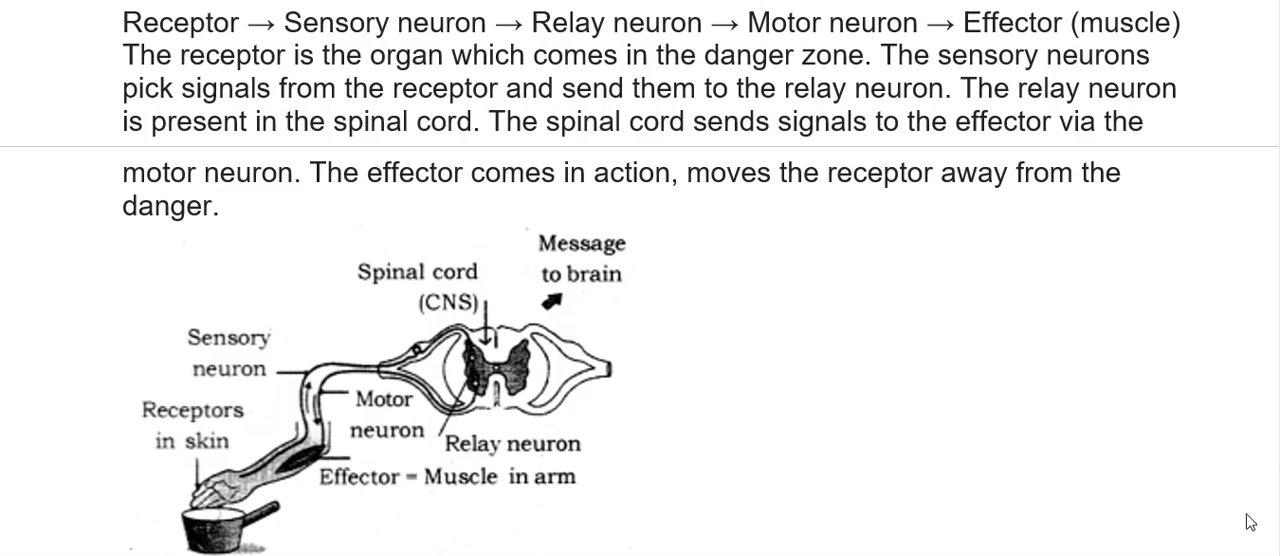 Receptor → Sensory neuron → Relay neuron → Motor neuron → Effector (muscle)
The receptor is the organ which comes in the danger zone. The sensory neurons
pick signals from the receptor and send them to the relay neuron. The relay neuron
is present in the spinal cord. The spinal cord sends signals to the effector via the
motor neuron. The effector comes in action, moves the receptor away from the
danger.
Message
to brain
Spinal cord
(CNS)
Sensory
neuron
Motor
neuron
Receptors
in skin
Relay neuron
Effector = Muscle in arm